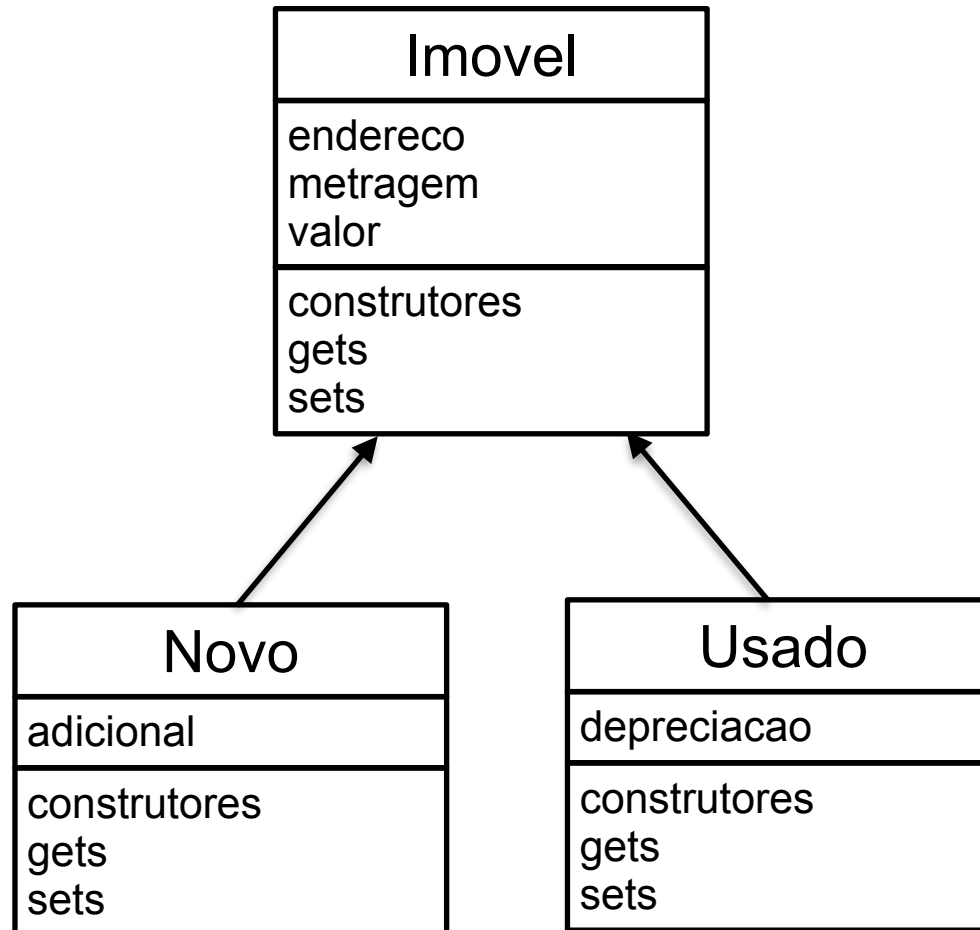 Imovel
endereco
metragem
valor
construtores
gets
sets
Novo
adicional
construtores
gets
sets
Usado
depreciacao
construtores
gets
sets